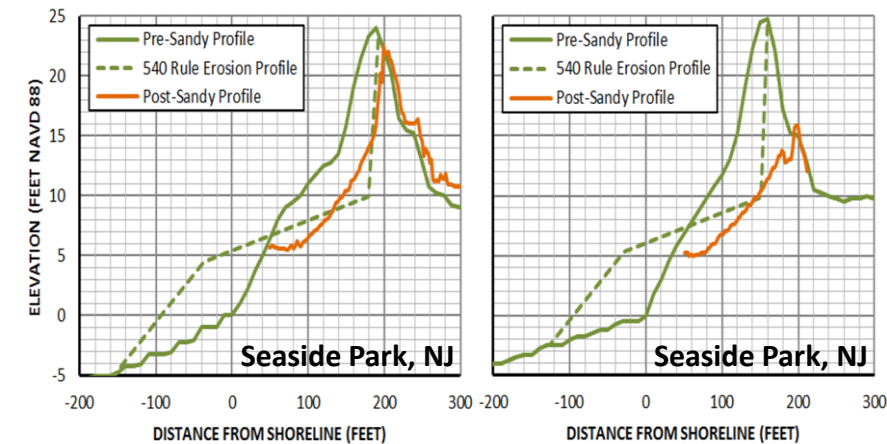 ELEVATION (FEET NAVD 88)
25
20
15
10
5
0
-5
Pre-Sandy Profile
540 Rule Erosion Profile
Post-Sandy Profile
Seaside Park, NJ
-200 -100 0 100 200 300
DISTANCE FROM SHORELINE (FEET)
Pre-Sandy Profile
540 Rule Erosion Profile
Post-Sandy Profile
Seaside Park, NJ
-200 -100 0 100 200 300
DISTANCE FROM SHORELINE (FEET)